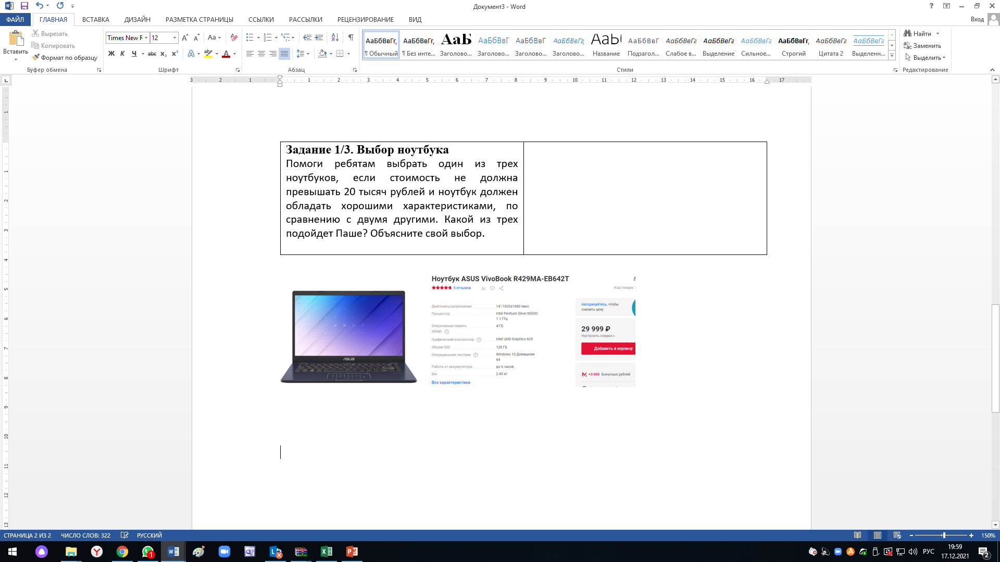 Документ3 - Word
ФАЙЛ ГЛАВНАЯ ВСТАВКА ДИЗАЙН РАЗМЕТКА СТРАНИЦЫ ССЫЛКИ РАССЫЛКИ РЕЦЕНЗИРОВАНИЕ ВИД Вход
Вставить
Вырезать
Копировать
Формат по образцу
Буфер обмена
Times New F 12
Ж К Ч abc x₂ x²
Шрифт
Абзац
АаБбВвГг, АаБбВвГг, АаБ АаБбВвГ АаБбВвГ АаБбВвГг АаЫ АаБбВвГ АаБбВвГг АаБбВвГг АаБбВвГг АаБбВвГг, АаБбВвГг АаБбВвГг
¶ Обычный ¶ Без инте... Заголово... Заголово... Заголово... Заголово... Название Подзагол... Слабое в... Выделение Сильное... Строгий Цитата 2 Выделенн...
Стили
Найти
Заменить
Выделить
Редактирование
3 2 1 1 2 3 4 5 6 7 8 9 10 11 12 13 14 15 16 17
Задание 1/3. Выбор ноутбука
Помоги ребятам выбрать один из трех
ноутбуков, если стоимость не должна
превышать 20 тысяч рублей и ноутбук должен
обладать хорошими характеристиками, по
сравнению с двумя другими. Какой из трех
подойдет Паше? Объясните свой выбор.
ASUS
Ноутбук ASUS VivoBook R429MA-EB642T
5 отзывов
Код товара:
Диагональ/разрешение 14"/1920x1080 пикс.
Процессор Intel Pentium Silver N5030
1.1 ГГц
Оперативная память 4 ГБ
(RAM)
Графический контроллер Intel UHD Graphics 605
Объем SSD 128 ГБ
Операционная система Windows 10 Домашняя
64
Работа от аккумулятора до 6 часов
Вес 2.40 кг
Все характеристики
Авторизуйтесь, чтобы
снизить цену
29 999 ₽
Настроить скидки
Добавить в корзину
+3 000 Бонусных рублей
СТРАНИЦА 2 ИЗ 2 ЧИСЛО СЛОВ: 322 РУССКИЙ 150%
РУС
19:59
17.12.2021